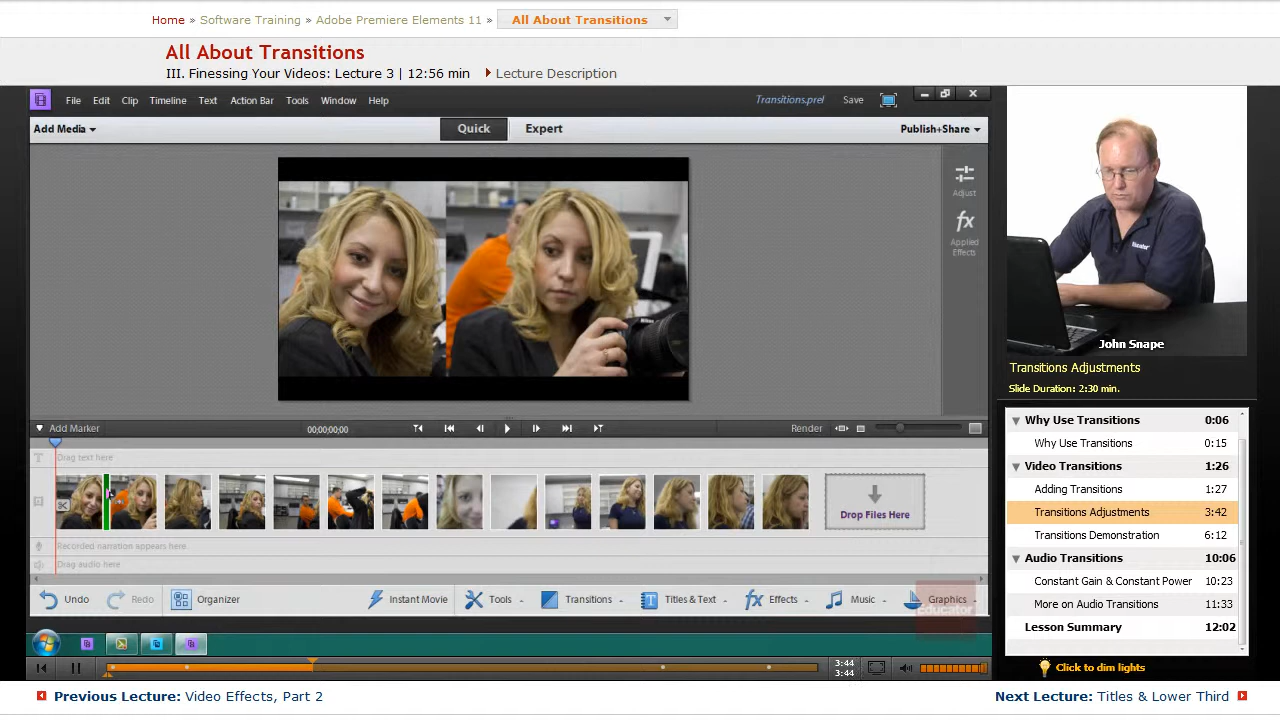 Home » Software Training » Adobe Premiere Elements 11 » All About Transitions
All About Transitions
III. Finessing Your Videos: Lecture 3 | 12:56 min Lecture Description
File Edit Clip Timeline Text Action Bar Tools Window Help Transitions.prel Save
Add Media Quick Expert Publish+Share
Adjust
fx
Applied Effects
Nikon
Add Marker 00;00;00;00 Render
Drag text here
Drop Files Here
Recorded narration appears here.
Drag audio here
Undo Redo Organizer Instant Movie Tools Transitions Titles & Text fx Effects Music Graphics
Educator
3:44
3:44
Educator
John Snape
Transitions Adjustments
Slide Duration: 2:30 min.
Why Use Transitions 0:06
Why Use Transitions 0:15
Video Transitions 1:26
Adding Transitions 1:27
Transitions Adjustments 3:42
Transitions Demonstration 6:12
Audio Transitions 10:06
Constant Gain & Constant Power 10:23
More on Audio Transitions 11:33
Lesson Summary 12:02
Click to dim lights
Previous Lecture: Video Effects, Part 2
Next Lecture: Titles & Lower Third